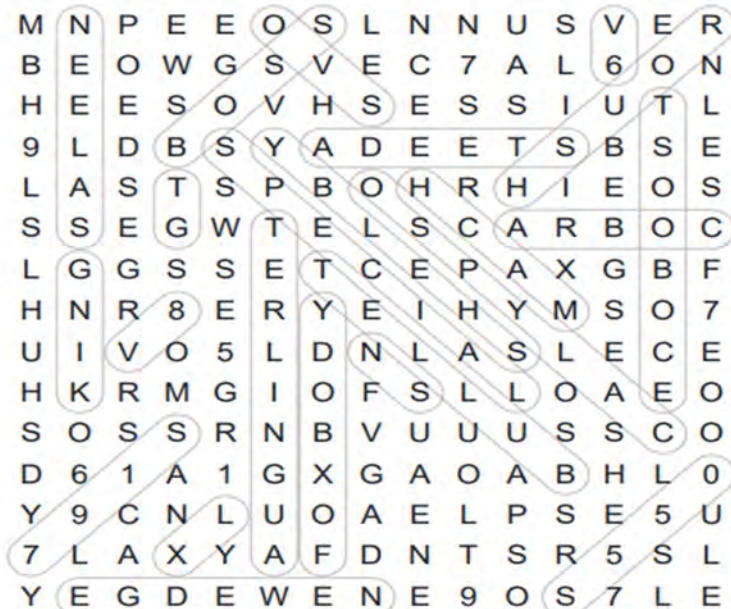 M N P E E O S L N N U S V E R
B E O W G S V E C 7 A L 6 O N
H E E S O V H S E S S I U T L
9 L D B S Y A D E E T S B S E
L A S T S P B O H R H I E O S
S S E G W T E L S C A R B O C
L G G S S E T C E P A X G B F
H N R 8 E R Y E I H Y M S O 7
U I V O 5 L D N L A S L E C E
H K R M G I O F S L L O A E O
S O S S R N B V U U U S S C O
D 6 1 A 1 G X G A O A B H L 0
Y 9 C N L U O A E L P S E 5 U
7 L A X Y A F D N T S R 5 S L
Y E G D E W E N E 9 O S 7 L E